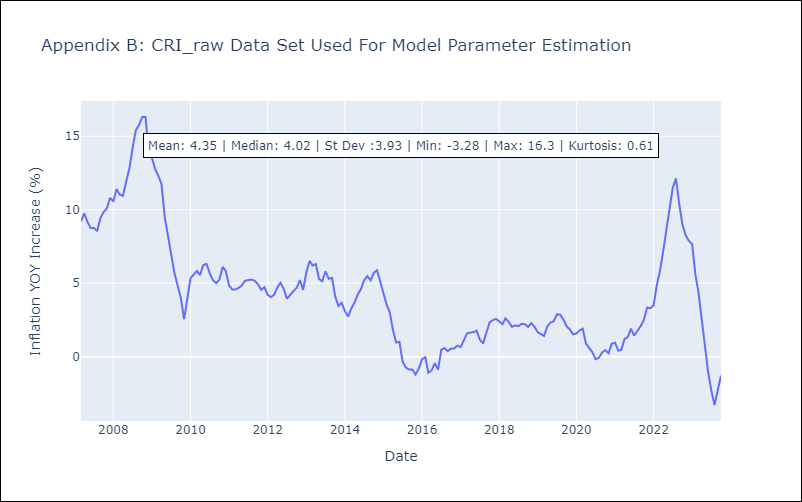 Appendix B: CRI_raw Data Set Used For Model Parameter Estimation
Mean: 4.35 | Median: 4.02 | St Dev :3.93 | Min: -3.28 | Max: 16.3 | Kurtosis: 0.61
Inflation YOY Increase (%)
15
10
5
0
2008 2010 2012 2014 2016 2018 2020 2022
Date